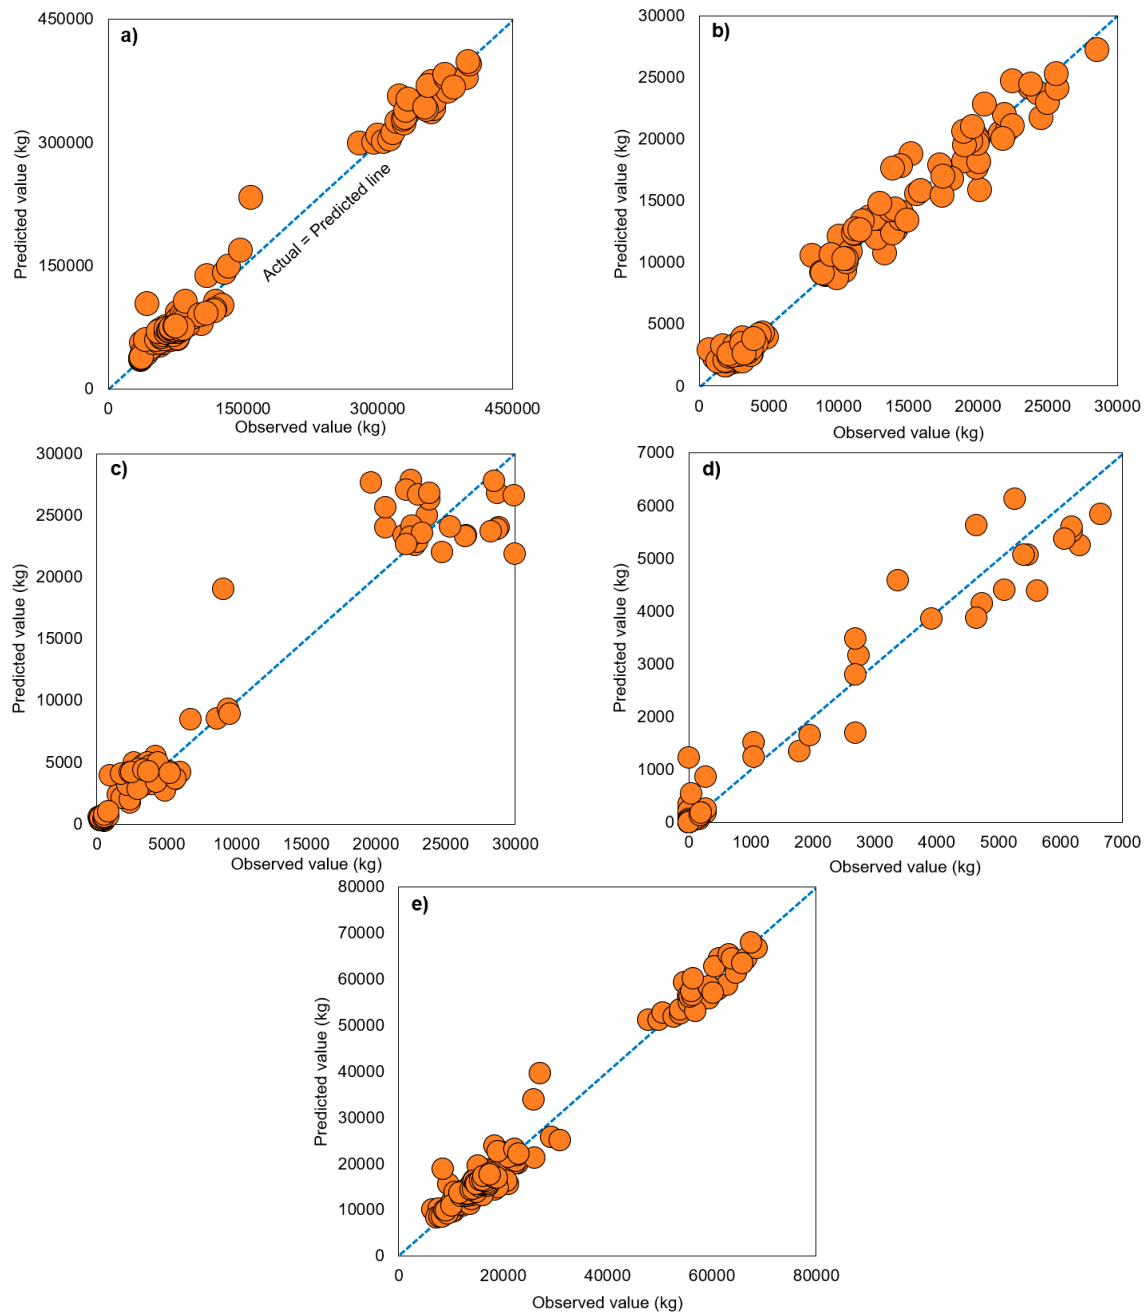 a)
450000
300000
150000
0
Predicted value (kg)
Actual = Predicted line
0 150000 300000 450000
Observed value (kg)
b)
30000
25000
20000
15000
10000
5000
0
Predicted value (kg)
0 5000 10000 15000 20000 25000 30000
Observed value (kg)
c)
30000
25000
20000
15000
10000
5000
0
Predicted value (kg)
0 5000 10000 15000 20000 25000 30000
Observed value (kg)
d)
7000
6000
5000
4000
3000
2000
1000
0
Predicted value (kg)
0 1000 2000 3000 4000 5000 6000 7000
Observed value (kg)
e)
80000
70000
60000
50000
40000
30000
20000
10000
0
Predicted value (kg)
0 20000 40000 60000 80000
Observed value (kg)